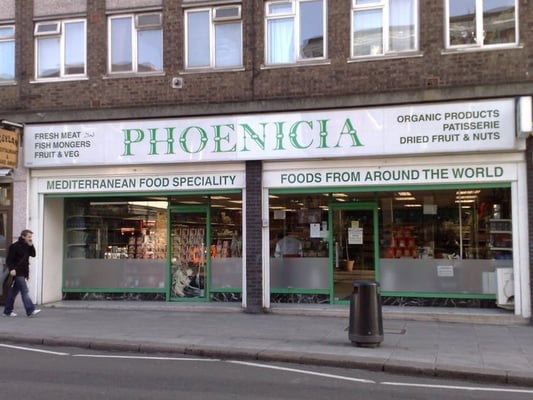 FRESH MEAT
FISH MONGERS
FRUIT & VEG
PHOENICIA
ORGANIC PRODUCTS
PATISSERIE
DRIED FRUIT & NUTS
MEDITERRANEAN FOOD SPECIALITY
FOODS FROM AROUND THE WORLD